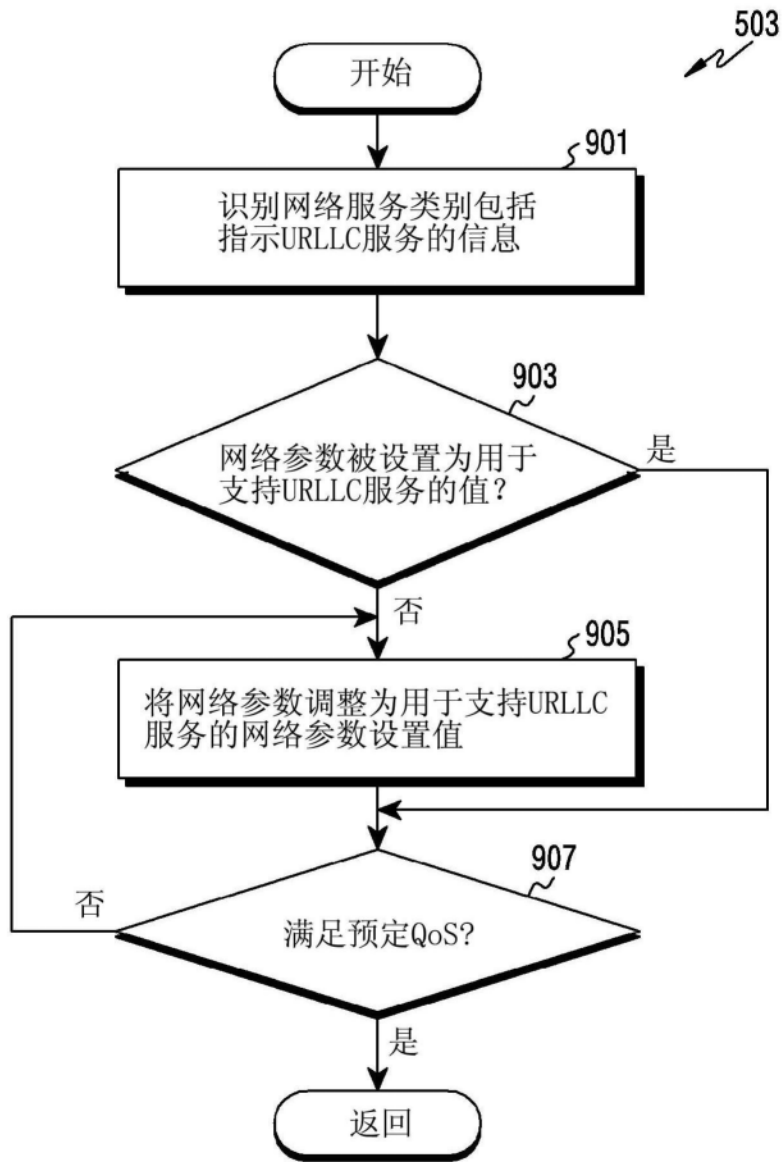 503
开始
901
识别网络服务类别包括
指示URLLC服务的信息
903
网络参数被设置为用于
支持URLLC服务的值?
是
否
905
将网络参数调整为用于支持URLLC
服务的网络参数设置值
907
否
满足预定QoS?
是
返回